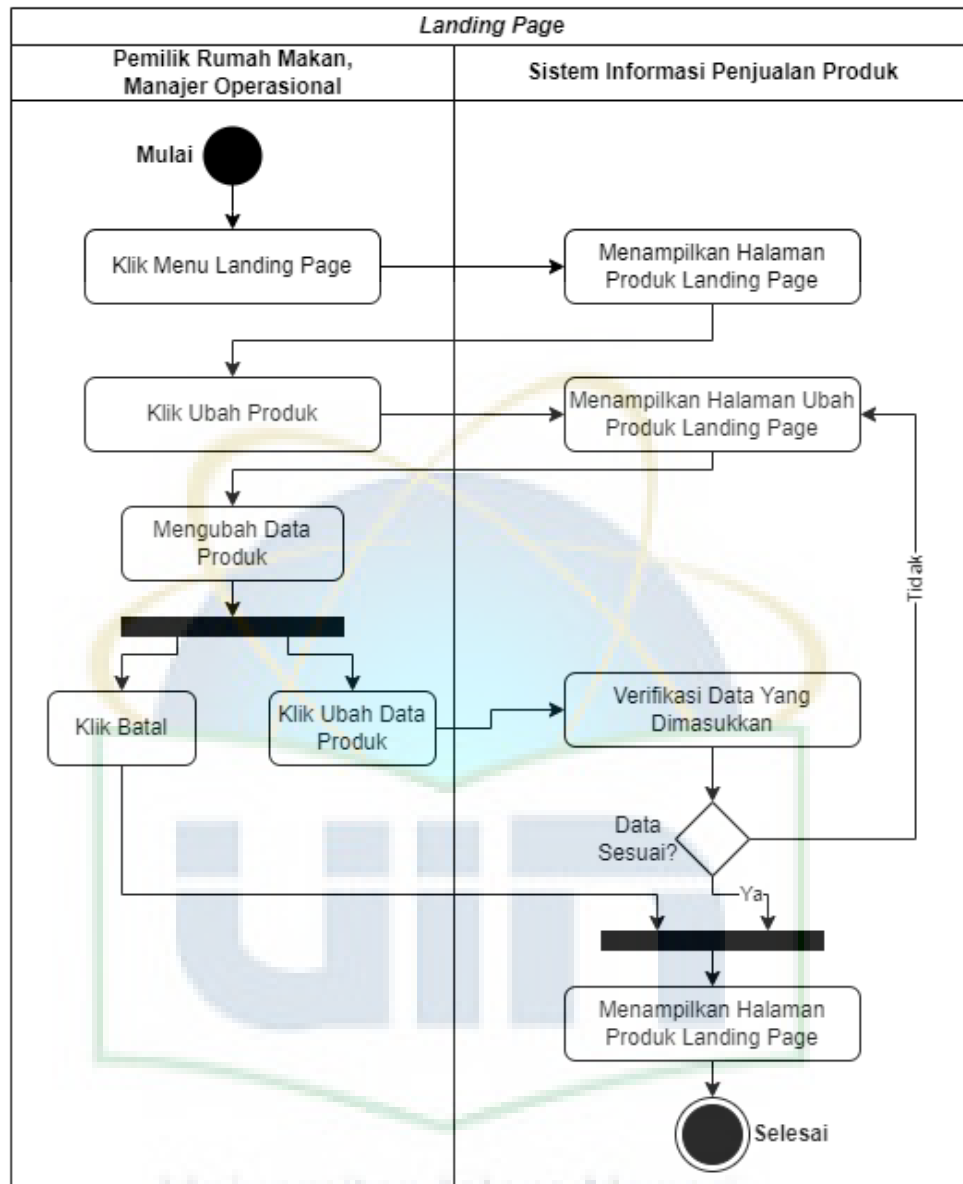 Landing Page
Pemilik Rumah Makan,
Manajer Operasional
Sistem Informasi Penjualan Produk
Mulai
Klik Menu Landing Page
Menampilkan Halaman
Produk Landing Page
Klik Ubah Produk
Menampilkan Halaman Ubah
Produk Landing Page
Mengubah Data
Produk
Tidak
Klik Batal
Klik Ubah Data
Produk
Verifikasi Data Yang
Dimasukkan
Data
Sesuai?
Ya
Menampilkan Halaman
Produk Landing Page
Selesai
UIN